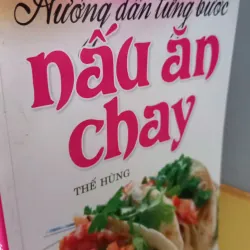 Hướng dẫn từng bước
nấu ăn
chay
THẾ HÙNG